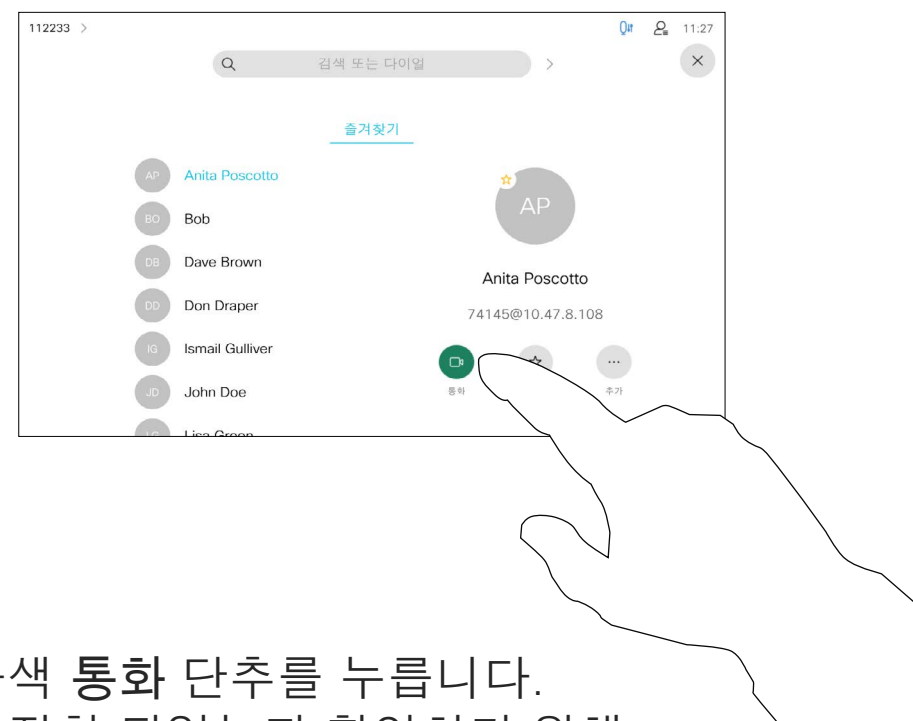 112233 >
11:27
검색 또는 다이얼
즐겨찾기
AP Anita Poscotto
BO Bob
DB Dave Brown
DD Don Draper
IG Ismail Gulliver
JD John Doe
Lisa Green
AP
Anita Poscotto
74145@10.47.8.108
통화
추가
통화 단추를 누릅니다.